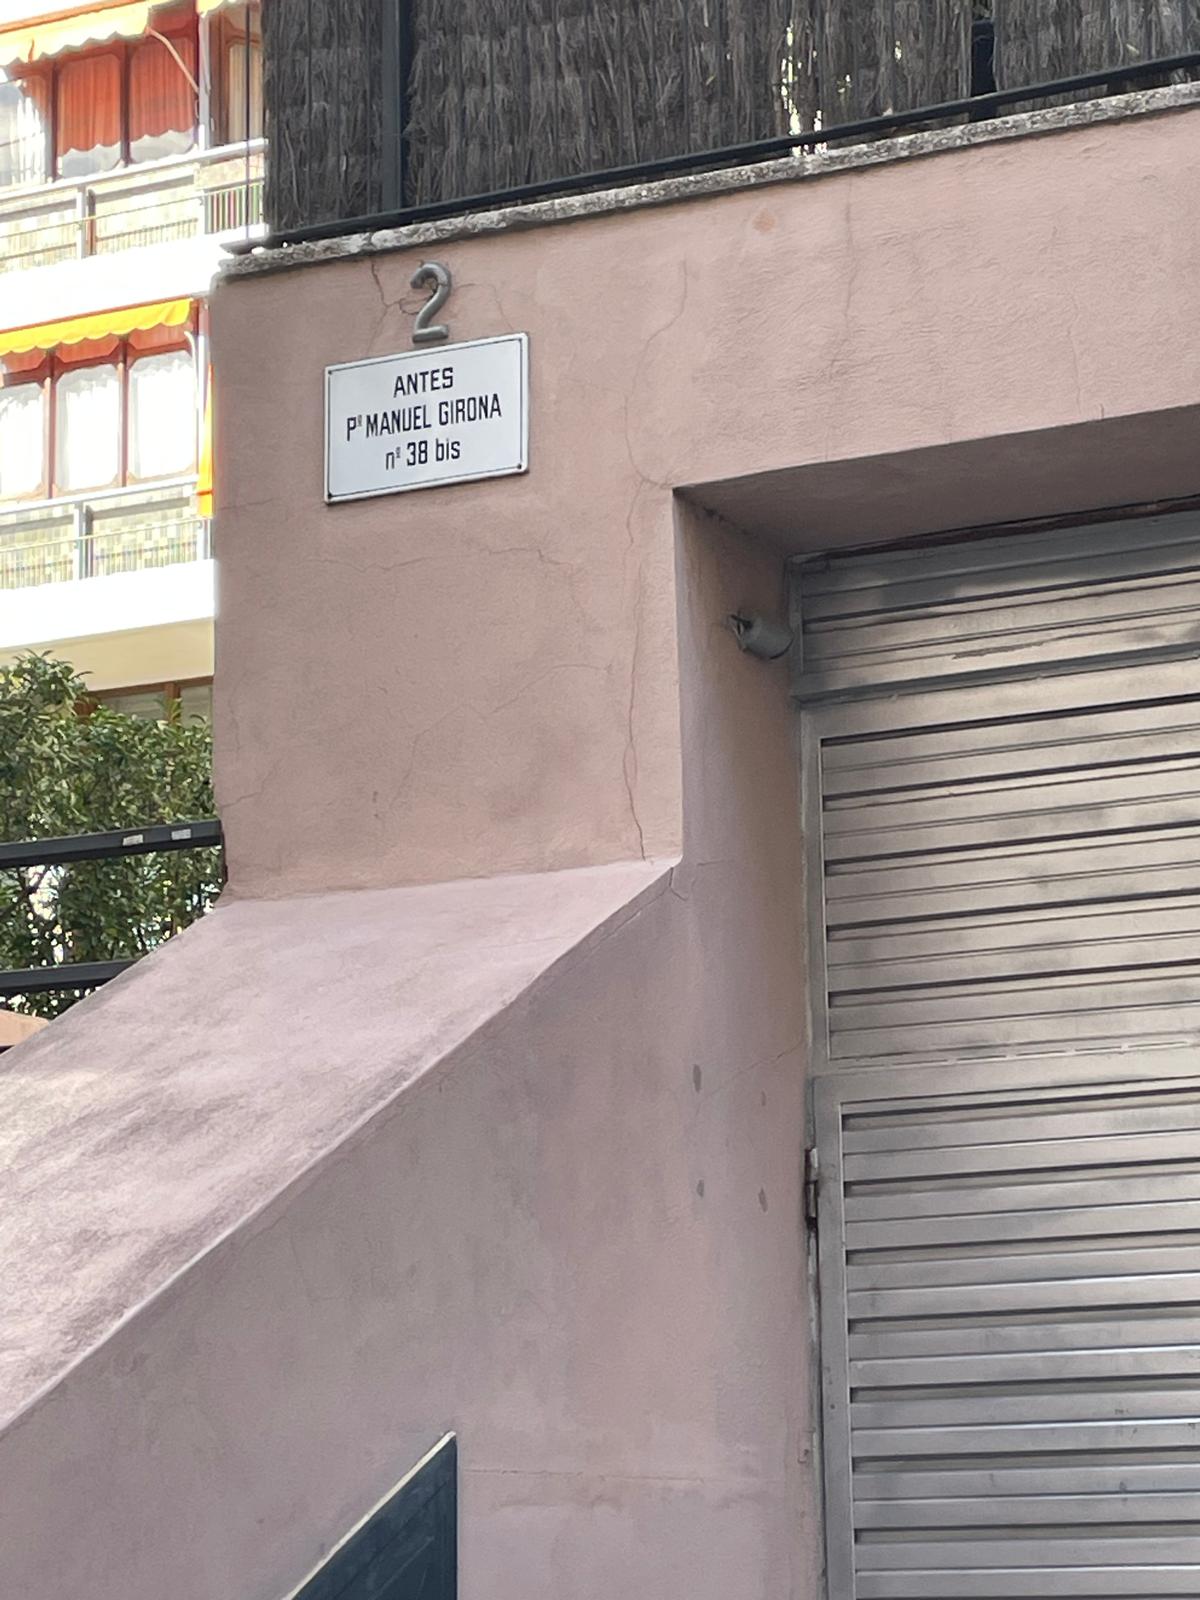 2
ANTES
Pº MANUEL GIRONA
nº 38 bis